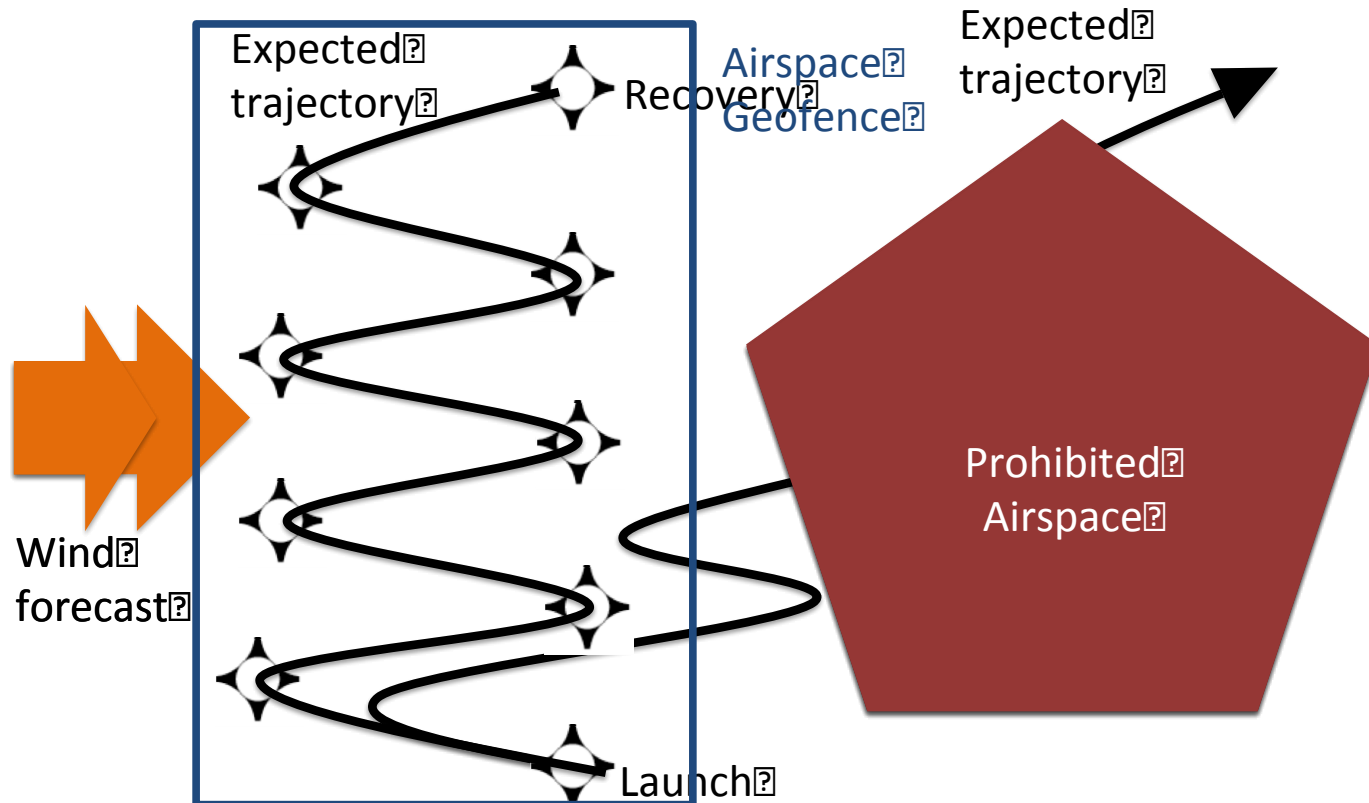 Expected⍰
trajectory⍰
Recovery⍰
Airspace⍰
Geofence⍰
Expected⍰
trajectory⍰
Wind⍰
forecast⍰
Prohibited⍰
Airspace⍰
Launch⍰